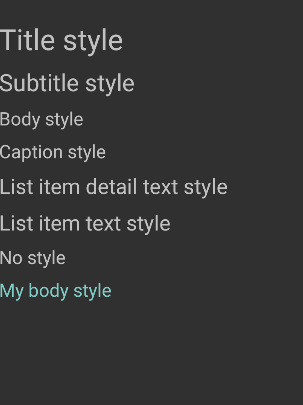 Title style
Subtitle style
Body style
Caption style
List item detail text style
List item text style
No style
My body style